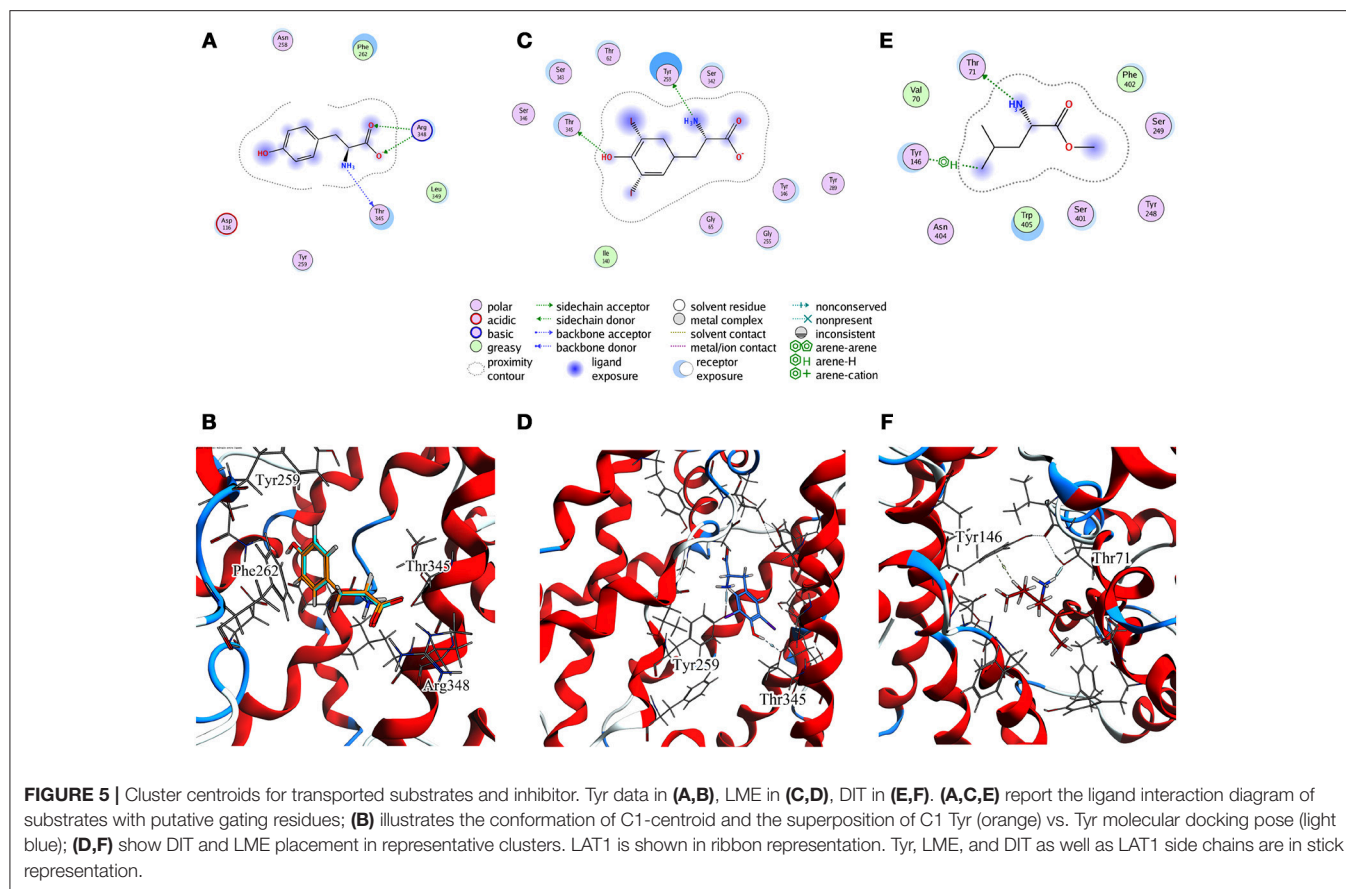 A
Asn
258
Phe
262
HO
O
O
NH₃
Arg
348
Leu
349
Thr
345
Asp
116
Tyr
259
C
Thr
62
Ser
343
Tyr
259
Ser
342
Ser
346
Thr
345
I
H₃N
O
HO
O⁻
I
Tyr
146
Tyr
289
Gly
65
Gly
255
Ile
140
E
Thr
71
Val
70
Phe
402
NH₃
O
Ser
249
Tyr
146
H
O
Asn
404
Trp
405
Ser
401
Tyr
248
polar
acidic
basic
greasy
proximity
contour
sidechain acceptor
sidechain donor
backbone acceptor
backbone donor
ligand
exposure
solvent residue
metal complex
solvent contact
metal/ion contact
receptor
exposure
nonconserved
nonpresent
inconsistent
arene-arene
H arene-H
+ arene-cation
B
Tyr259
Phe262
Thr345
Arg348
D
Tyr259
Thr345
F
Tyr146
Thr71
FIGURE 5 | Cluster centroids for transported substrates and inhibitor. Tyr data in (A,B), LME in (C,D), DIT in (E,F). (A,C,E) report the ligand interaction diagram of
substrates with putative gating residues; (B) illustrates the conformation of C1-centroid and the superposition of C1 Tyr (orange) vs. Tyr molecular docking pose (light
blue); (D,F) show DIT and LME placement in representative clusters. LAT1 is shown in ribbon representation. Tyr, LME, and DIT as well as LAT1 side chains are in stick
representation.